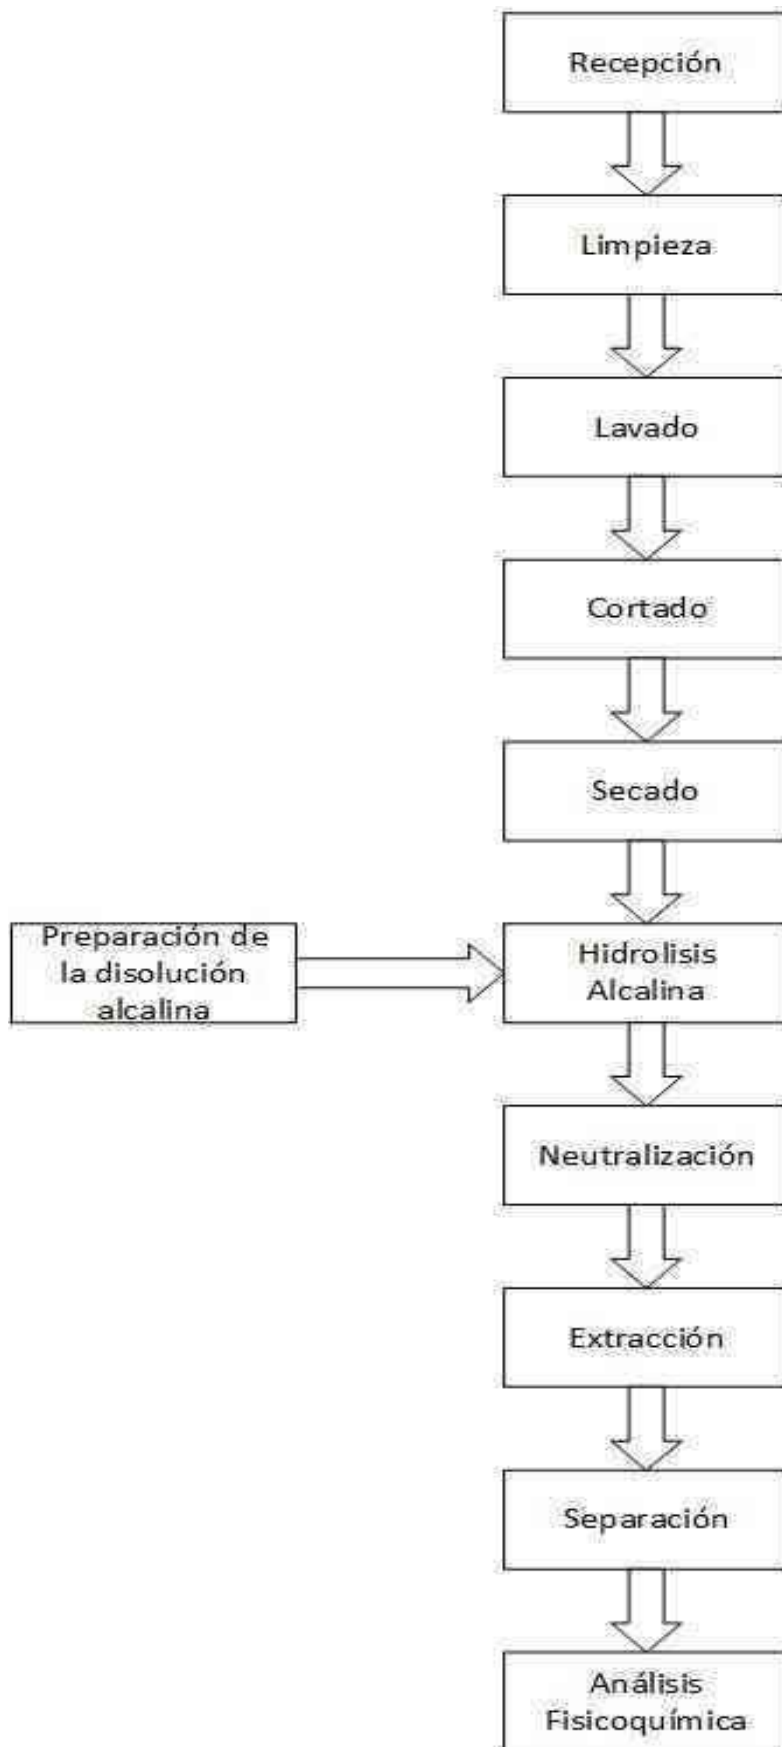 Recepción
Limpieza
Lavado
Cortado
Secado
Preparación de
la disolución
alcalina
Hidrolisis
Alcalina
Neutralización
Extracción
Separación
Análisis
Fisicoquímica